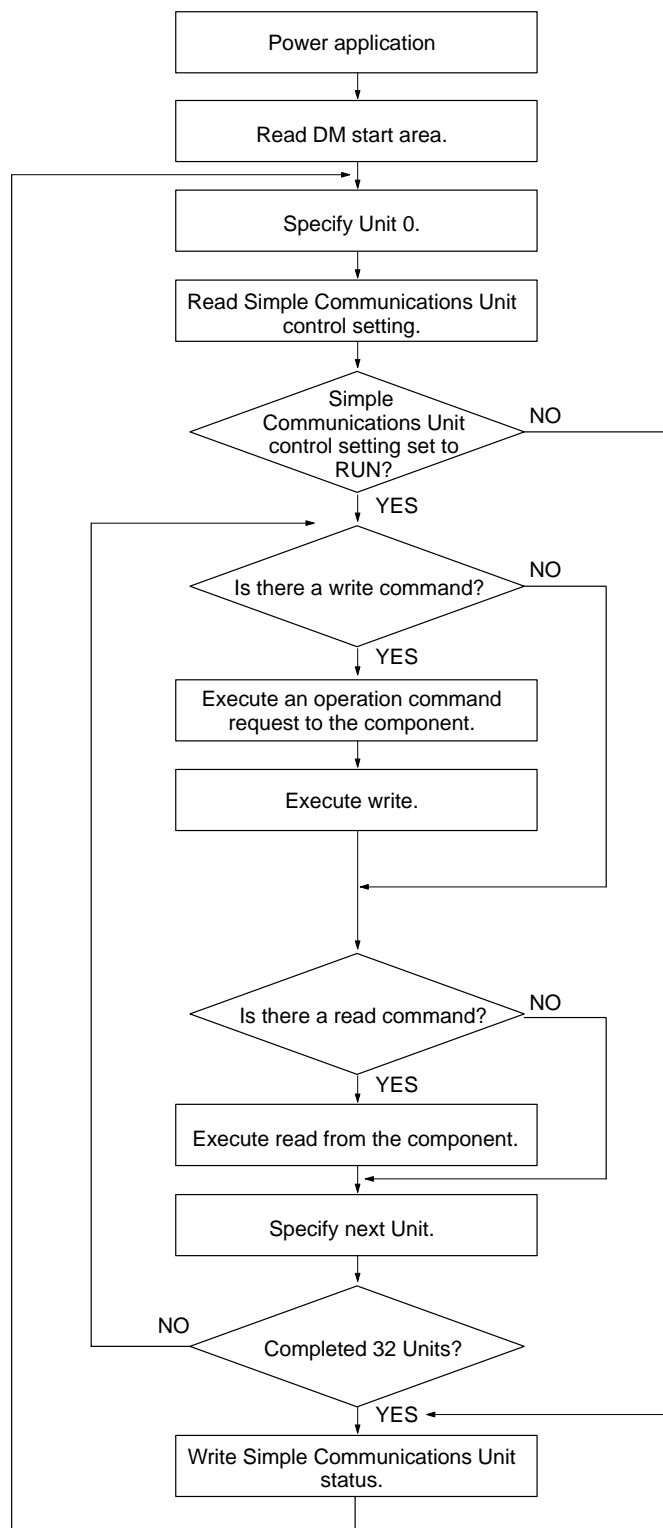 Power application
Read DM start area.
Specify Unit 0.
Read Simple Communications Unit
control setting.
Simple
Communications Unit
control setting set to
RUN?
NO
YES
Is there a write command?
NO
YES
Execute an operation command
request to the component.
Execute write.
Is there a read command?
NO
YES
Execute read from the component.
Specify next Unit.
NO
Completed 32 Units?
YES
Write Simple Communications Unit
status.